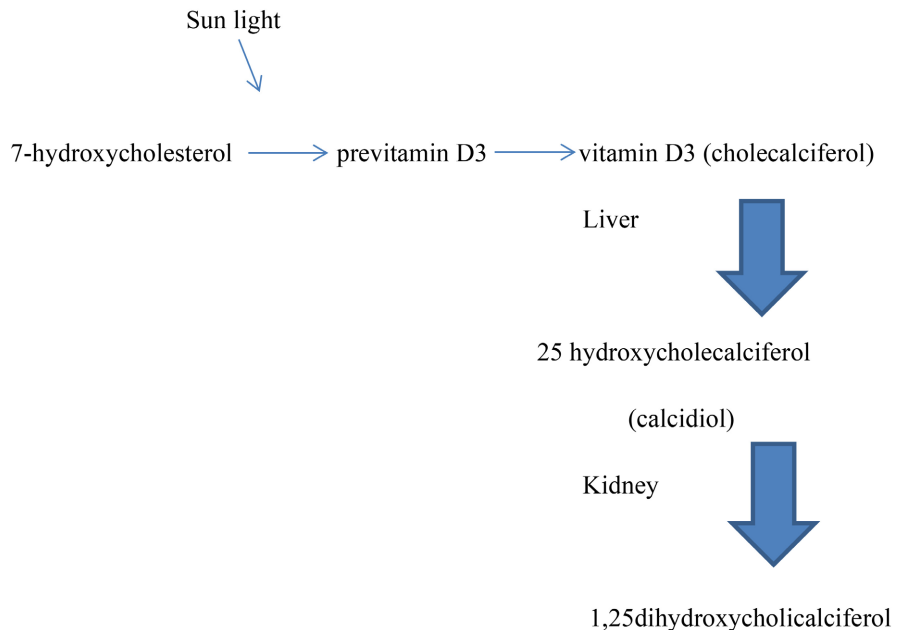 Sun light
7-hydroxycholesterol previtamin D3 vitamin D3 (cholecalciferol)
Liver
25 hydroxycholecalciferol
(calcidiol)
Kidney
1,25dihydroxycholicalciferol